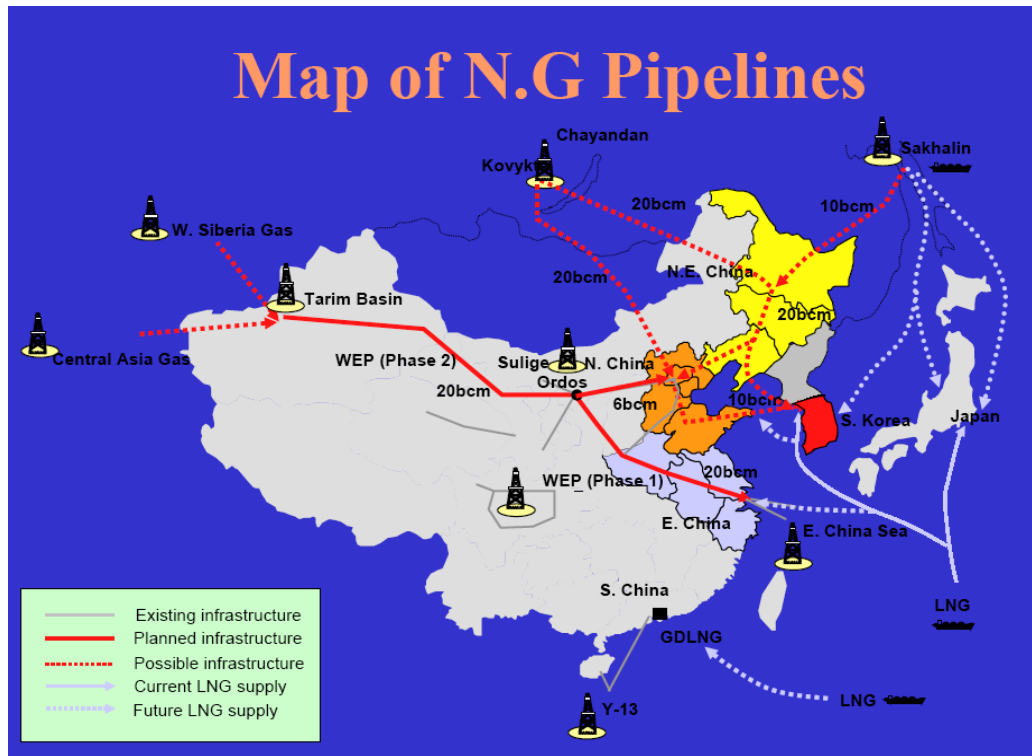 Map of N.G Pipelines
Chayandan
Kovykt
Sakhalin
20bcm
10bcm
W. Siberia Gas
N.E. China
20bcm
Tarim Basin
20bcm
Central Asia Gas
WEP (Phase 2)
Sulige
N. China
Ordos
20bcm
6bcm
10bcm
S. Korea
Japan
20bcm
WEP_(Phase 1)
E. China
E. China Sea
S. China
GDLNG
LNG
LNG
Y-13
Existing infrastructure
Planned infrastructure
Possible infrastructure
Current LNG supply
Future LNG supply